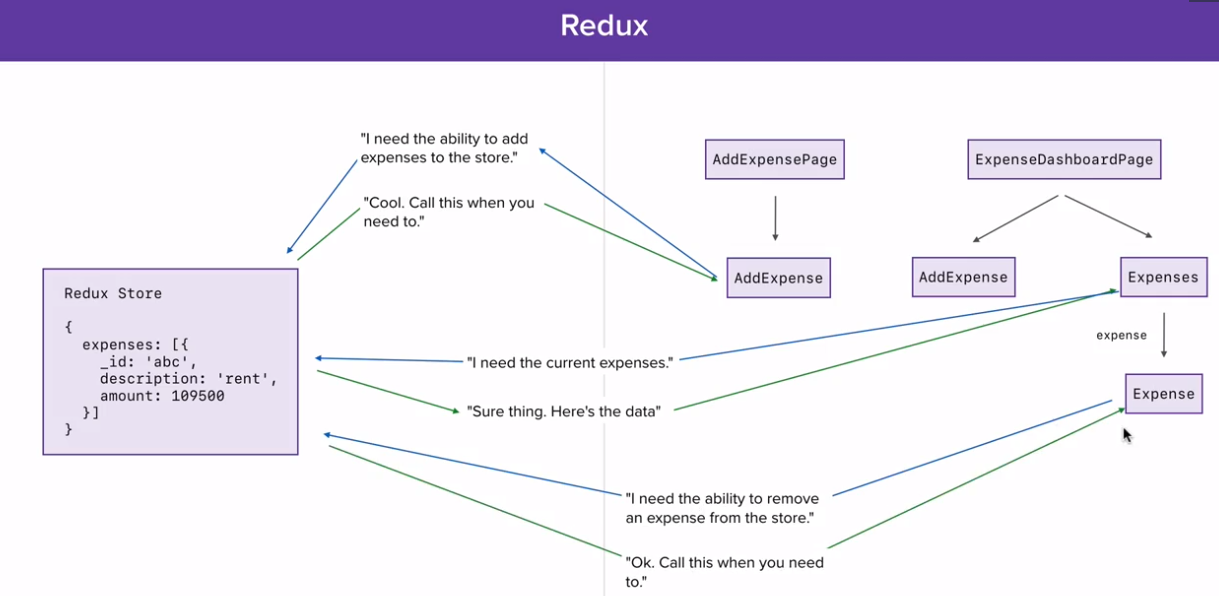 Redux
"I need the ability to add
expenses to the store."
"Cool. Call this when you
need to."
AddExpensePage
ExpenseDashboardPage
AddExpense
AddExpense
Expenses
Redux Store
{
expenses: [{
_id: 'abc',
description: 'rent',
amount: 109500
}]
}
"I need the current expenses."
"Sure thing. Here's the data"
expense
Expense
"I need the ability to remove
an expense from the store."
"Ok. Call this when you need
to."